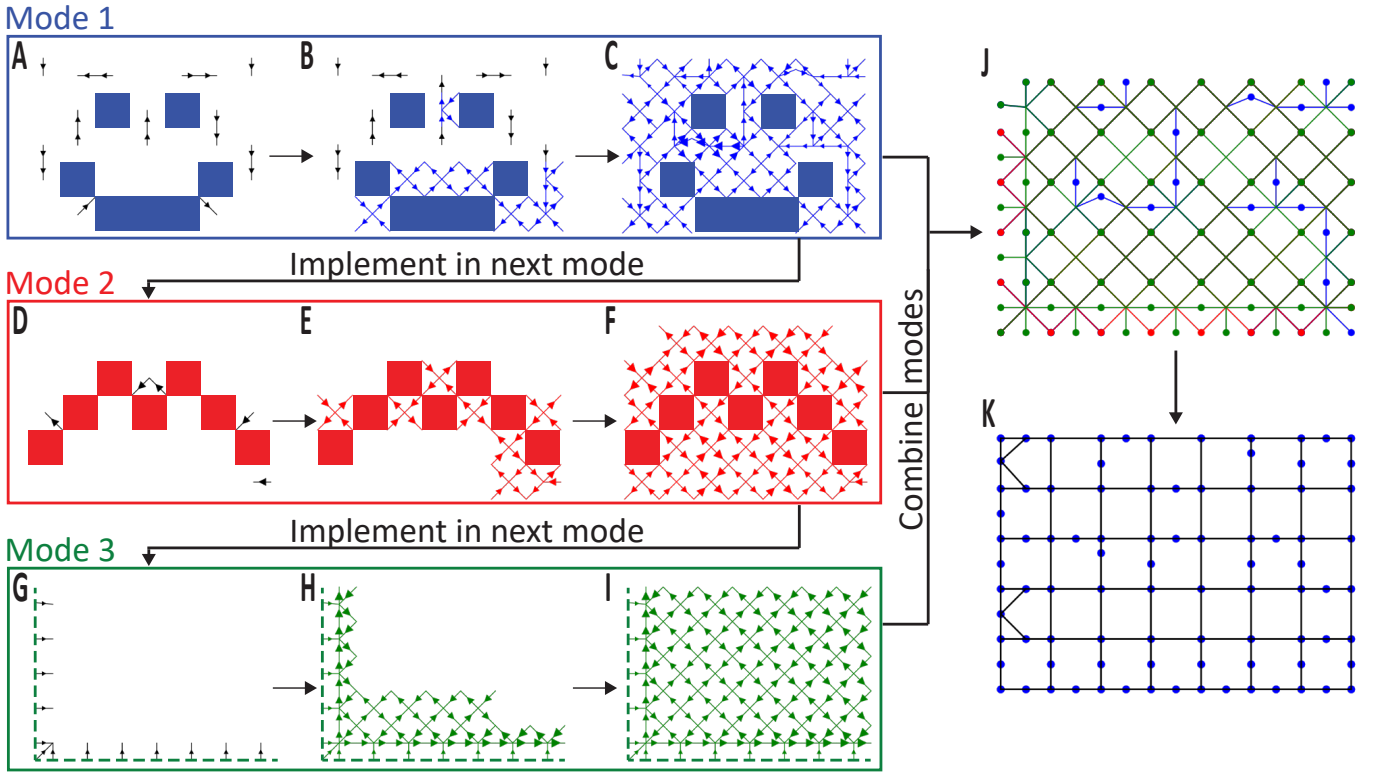 Mode 1
A
B
C
J
Implement in next mode
Mode 2
D
E
F
Combine modes
K
Implement in next mode
Mode 3
G
H
I